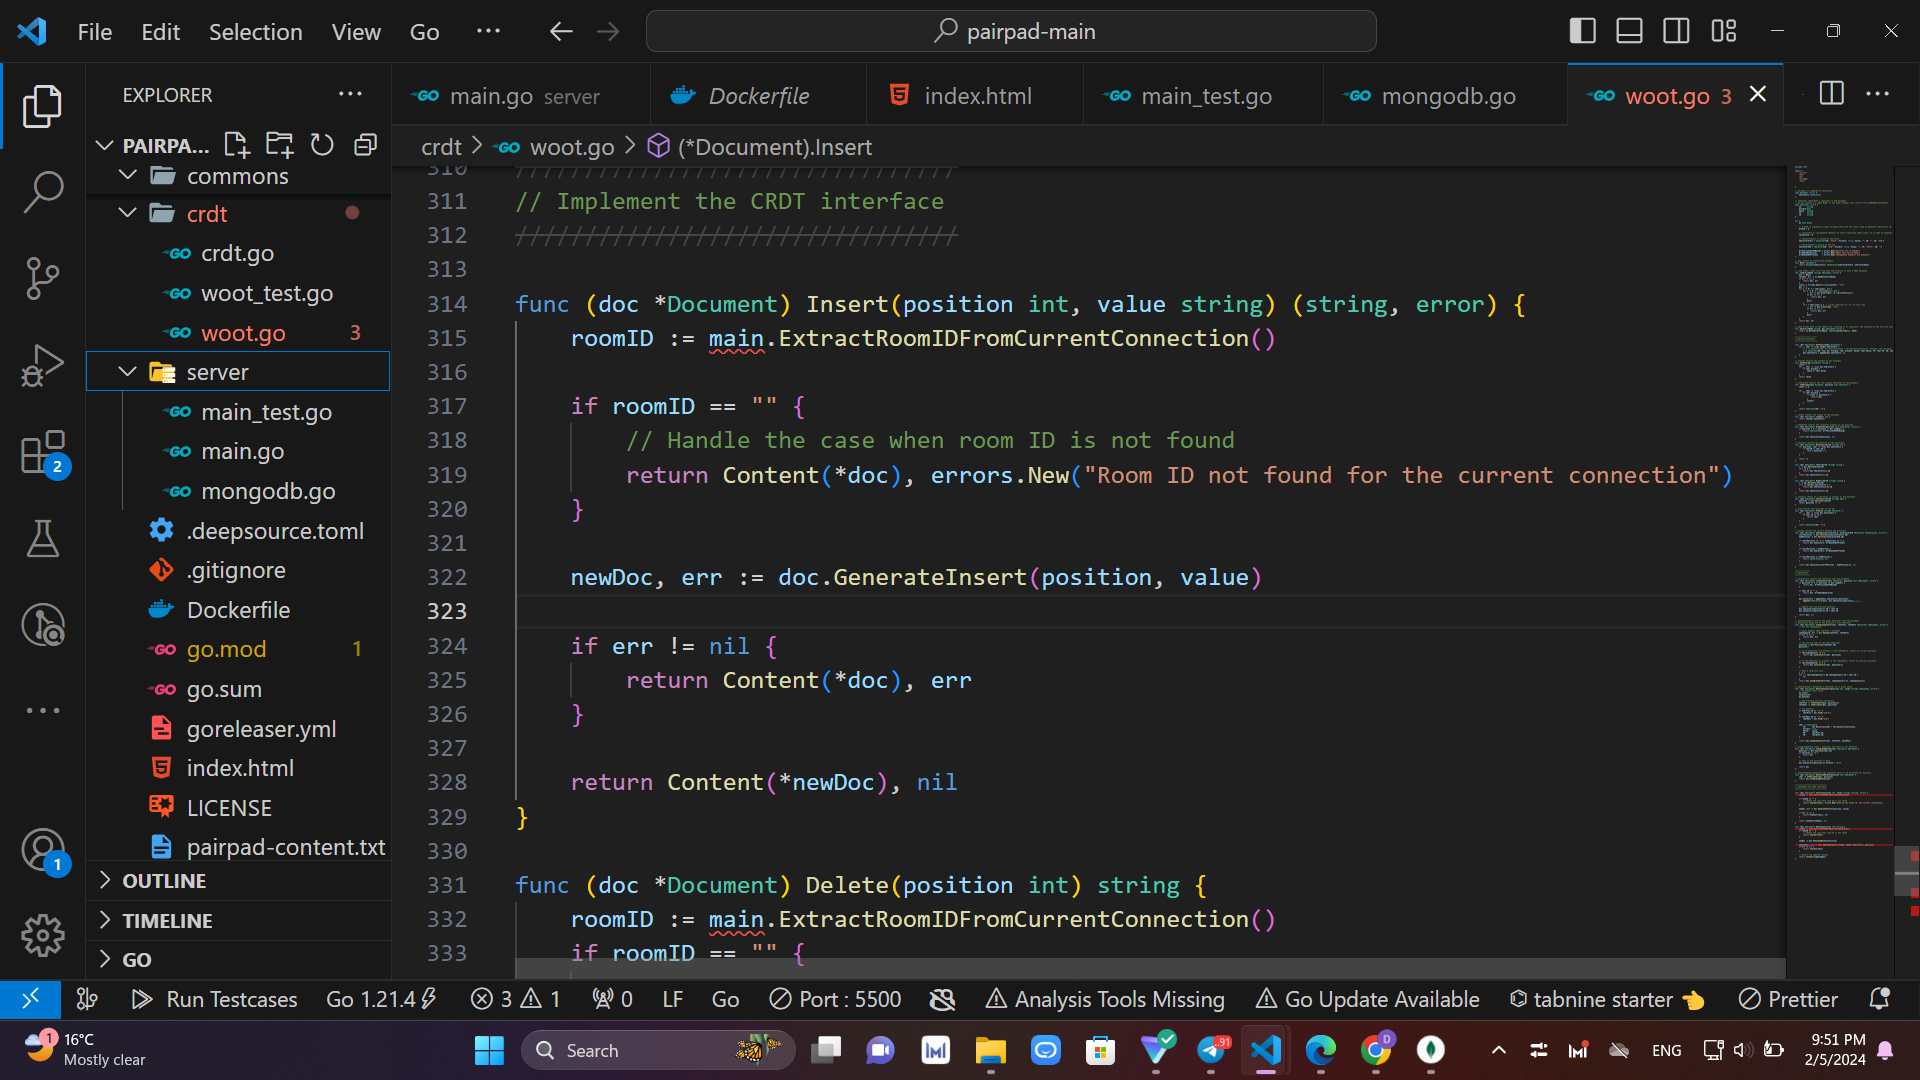 File Edit Selection View Go ··· pairpad-main
EXPLORER ···
PAIRPA...
commons
crdt
crdt.go
woot_test.go
woot.go 3
server
main_test.go
main.go
mongodb.go
.deepsource.toml
.gitignore
Dockerfile
go.mod 1
go.sum
goreleaser.yml
index.html
LICENSE
pairpad-content.txt
OUTLINE
TIMELINE
GO
2
1
main.go server Dockerfile index.html main_test.go mongodb.go woot.go 3
crdt > woot.go > (*Document).Insert
310 ////////////////////////////////
311 // Implement the CRDT interface
312 ////////////////////////////////
313
314 func (doc *Document) Insert(position int, value string) (string, error) {
315 roomID := main.ExtractRoomIDFromCurrentConnection()
316
317 if roomID == "" {
318 // Handle the case when room ID is not found
319 return Content(*doc), errors.New("Room ID not found for the current connection")
320 }
321
322 newDoc, err := doc.GenerateInsert(position, value)
323
324 if err != nil {
325 return Content(*doc), err
326 }
327
328 return Content(*newDoc), nil
329 }
330
331 func (doc *Document) Delete(position int) string {
332 roomID := main.ExtractRoomIDFromCurrentConnection()
333 if roomID == "" {
Run Testcases Go 1.21.4 3 1 0 LF Go Port : 5500 Analysis Tools Missing Go Update Available tabnine starter Prettier
1 16°C
Mostly clear
Search
91
D
ENG
9:51 PM
2/5/2024